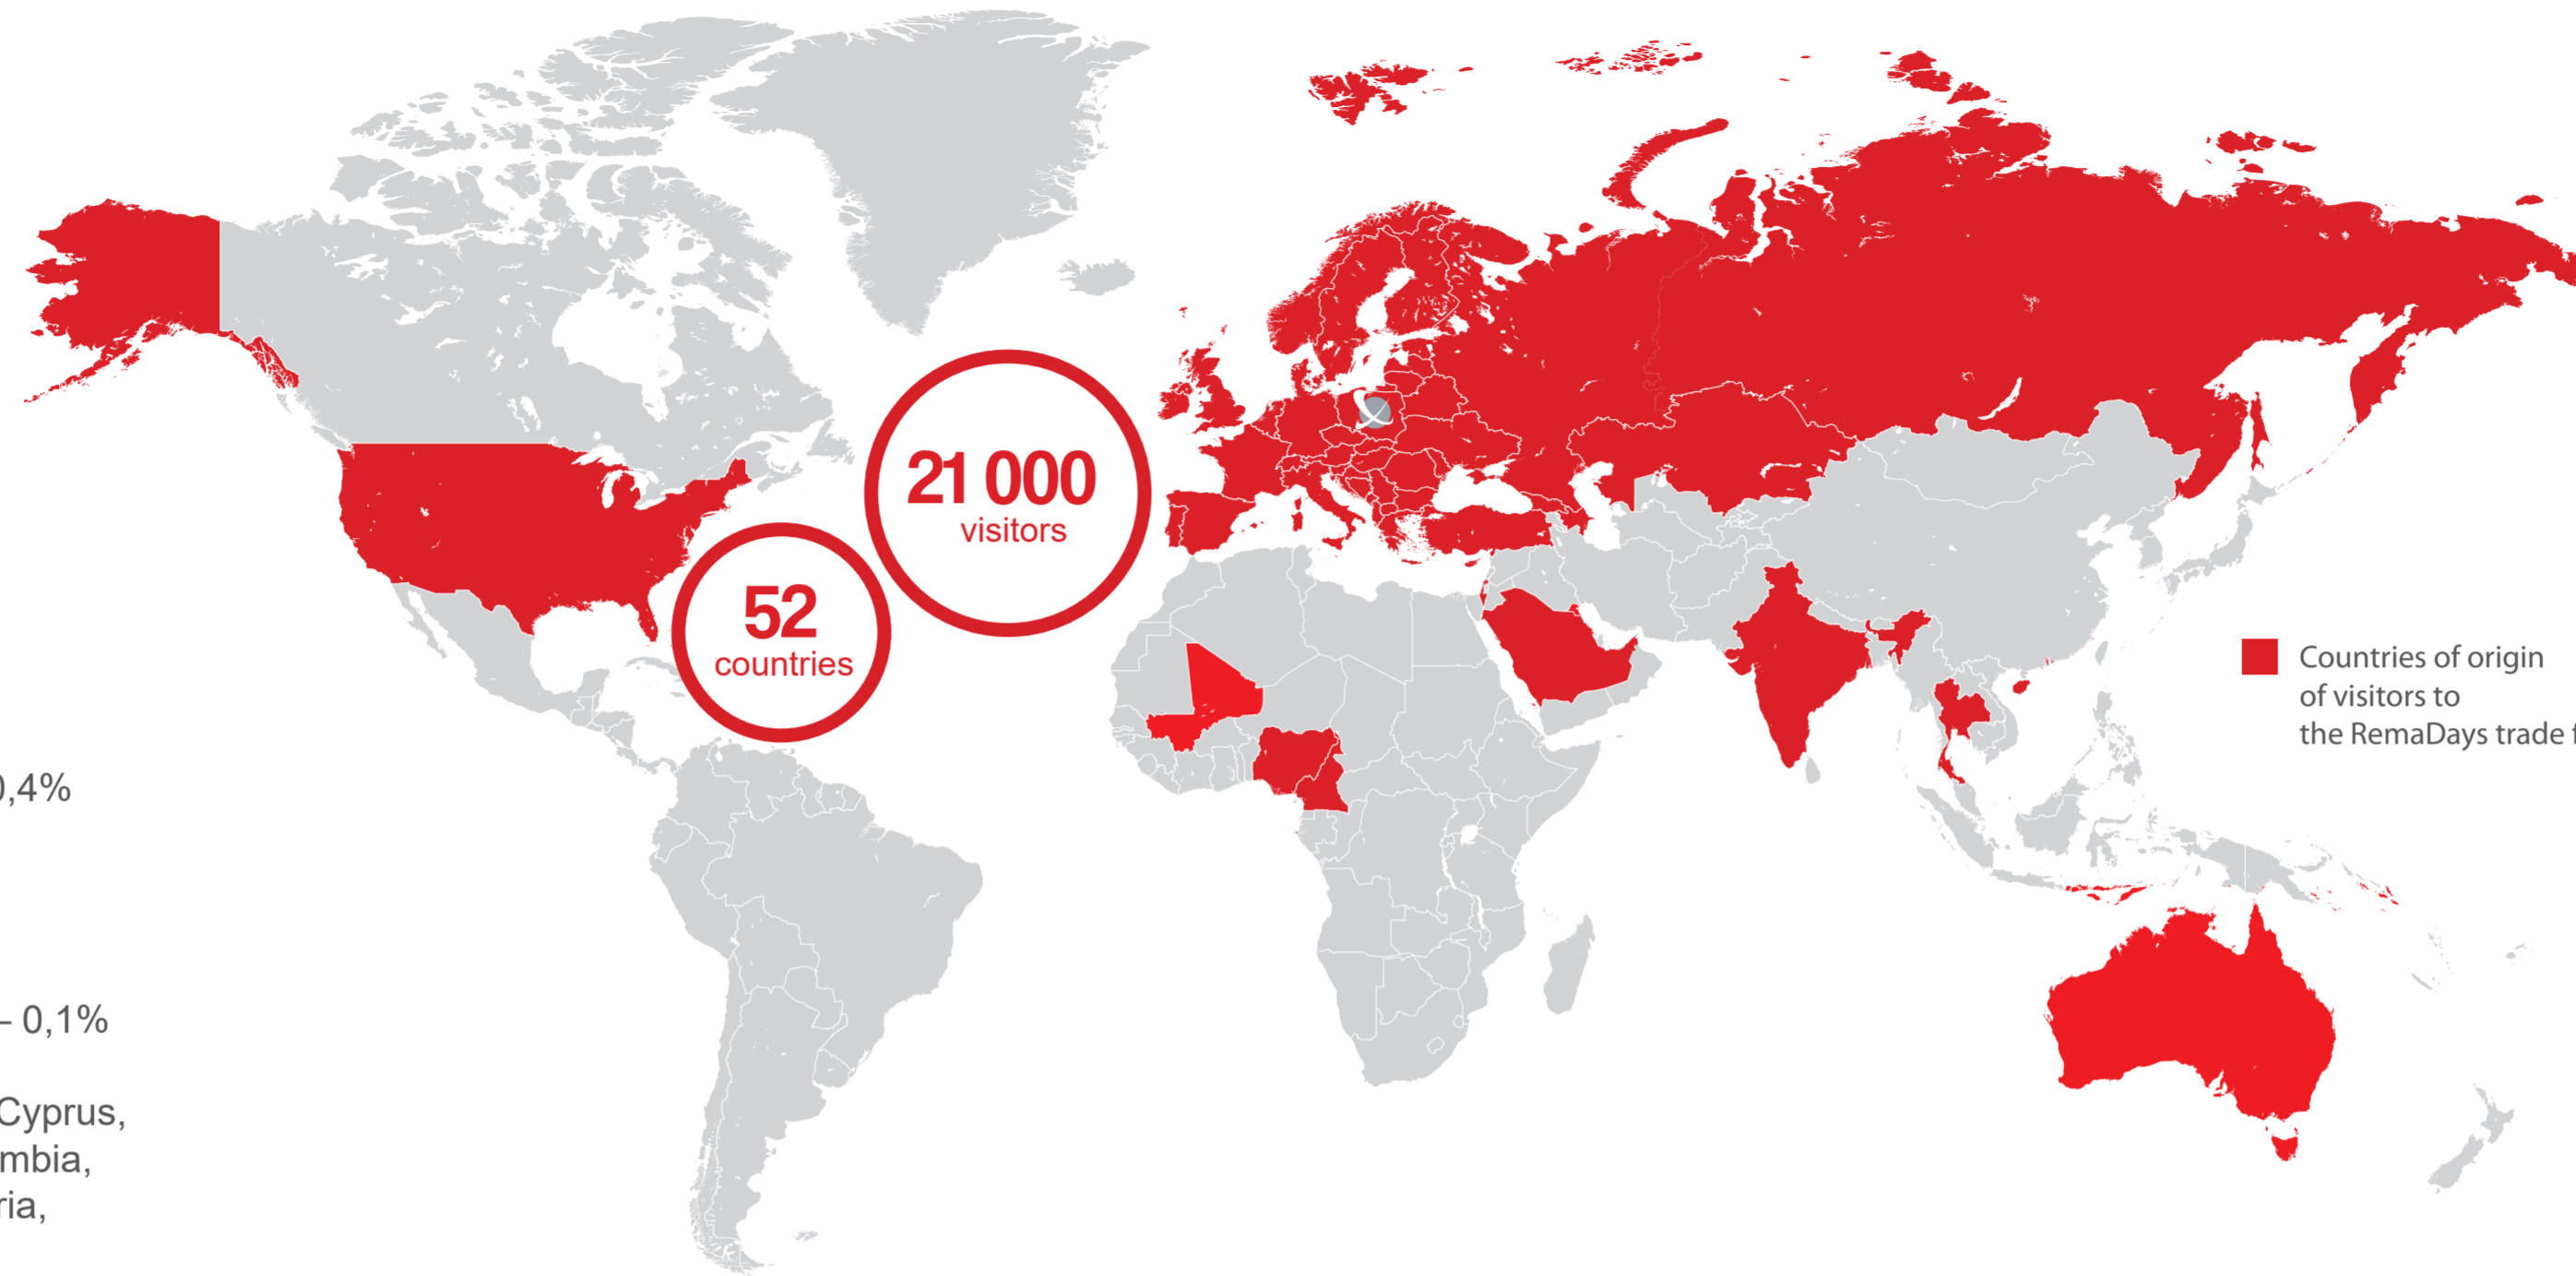 21 000
visitors
52
countries
Countries of origin
of visitors to
the RemaDays trade
,4%
– 0,1%
Cyprus,
mbia,
ria,